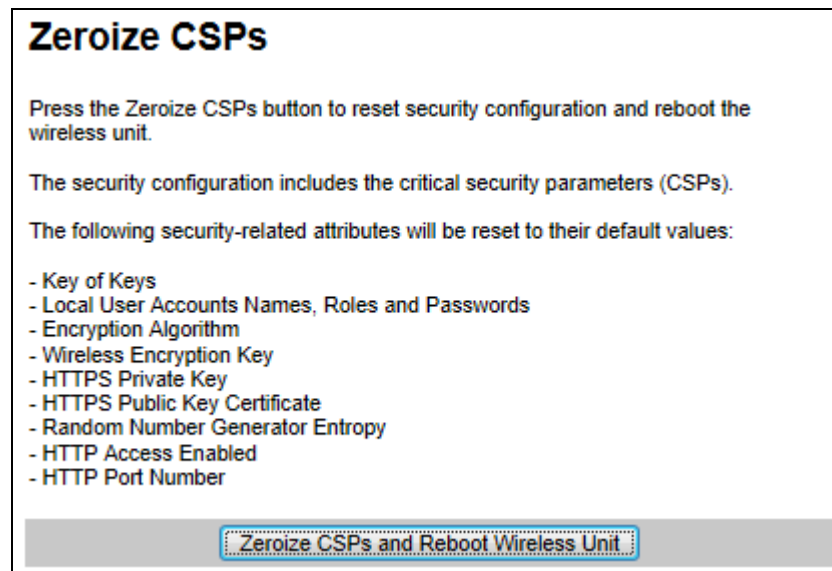 Zeroize CSPs
Press the Zeroize CSPs button to reset security configuration and reboot the
wireless unit.
The security configuration includes the critical security parameters (CSPs).
The following security-related attributes will be reset to their default values:
- Key of Keys
- Local User Accounts Names, Roles and Passwords
- Encryption Algorithm
- Wireless Encryption Key
- HTTPS Private Key
- HTTPS Public Key Certificate
- Random Number Generator Entropy
- HTTP Access Enabled
- HTTP Port Number
Zeroize CSPs and Reboot Wireless Unit